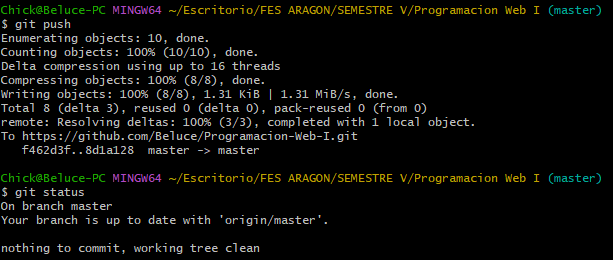 Chick@Beluce-PC MINGW64 ~/Escritorio/FES ARAGON/SEMESTRE V/Programacion Web I (master)
$ git push
Enumerating objects: 10, done.
Counting objects: 100% (10/10), done.
Delta compression using up to 16 threads
Compressing objects: 100% (8/8), done.
Writing objects: 100% (8/8), 1.31 KiB | 1.31 MiB/s, done.
Total 8 (delta 3), reused 0 (delta 0), pack-reused 0 (from 0)
remote: Resolving deltas: 100% (3/3), completed with 1 local object.
To https://github.com/Beluce/Programacion-Web-I.git
   f462d3f..8d1a128  master -> master
Chick@Beluce-PC MINGW64 ~/Escritorio/FES ARAGON/SEMESTRE V/Programacion Web I (master)
$ git status
On branch master
Your branch is up to date with 'origin/master'.
nothing to commit, working tree clean